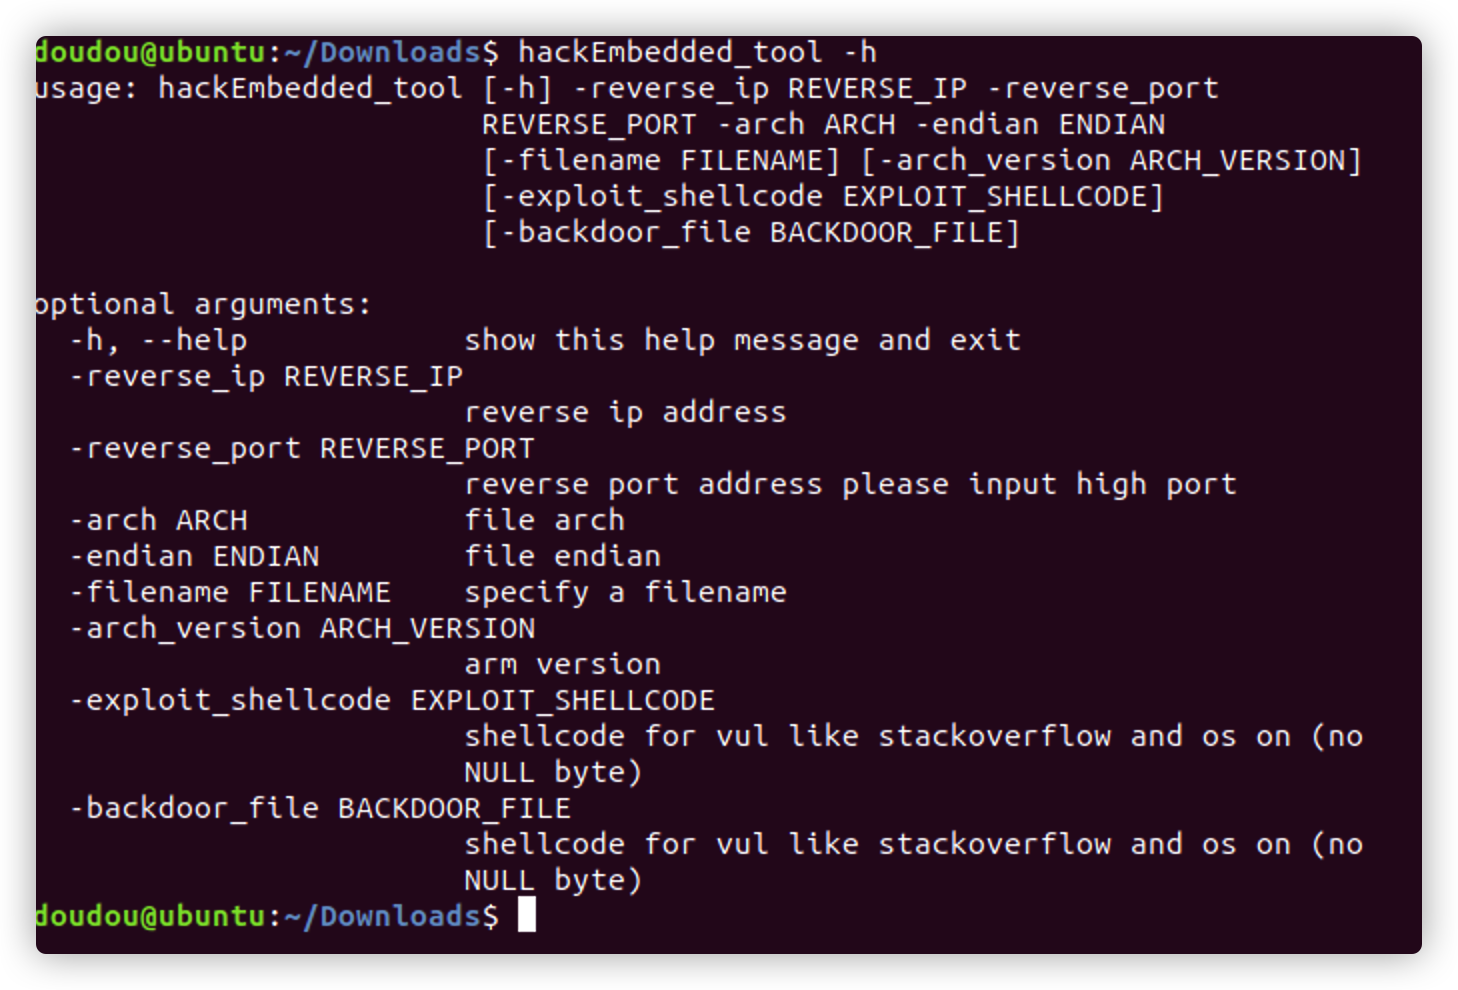 doudou@ubuntu:~/Downloads$ hackEmbedded_tool -h
usage: hackEmbedded_tool [-h] -reverse_ip REVERSE_IP -reverse_port
REVERSE_PORT -arch ARCH -endian ENDIAN
[-filename FILENAME] [-arch_version ARCH_VERSION]
[-exploit_shellcode EXPLOIT_SHELLCODE]
[-backdoor_file BACKDOOR_FILE]
optional arguments:
-h, --help show this help message and exit
-reverse_ip REVERSE_IP
reverse ip address
-reverse_port REVERSE_PORT
reverse port address please input high port
-arch ARCH file arch
-endian ENDIAN file endian
-filename FILENAME specify a filename
-arch_version ARCH_VERSION
arm version
-exploit_shellcode EXPLOIT_SHELLCODE
shellcode for vul like stackoverflow and os on (no
NULL byte)
-backdoor_file BACKDOOR_FILE
shellcode for vul like stackoverflow and os on (no
NULL byte)
doudou@ubuntu:~/Downloads$